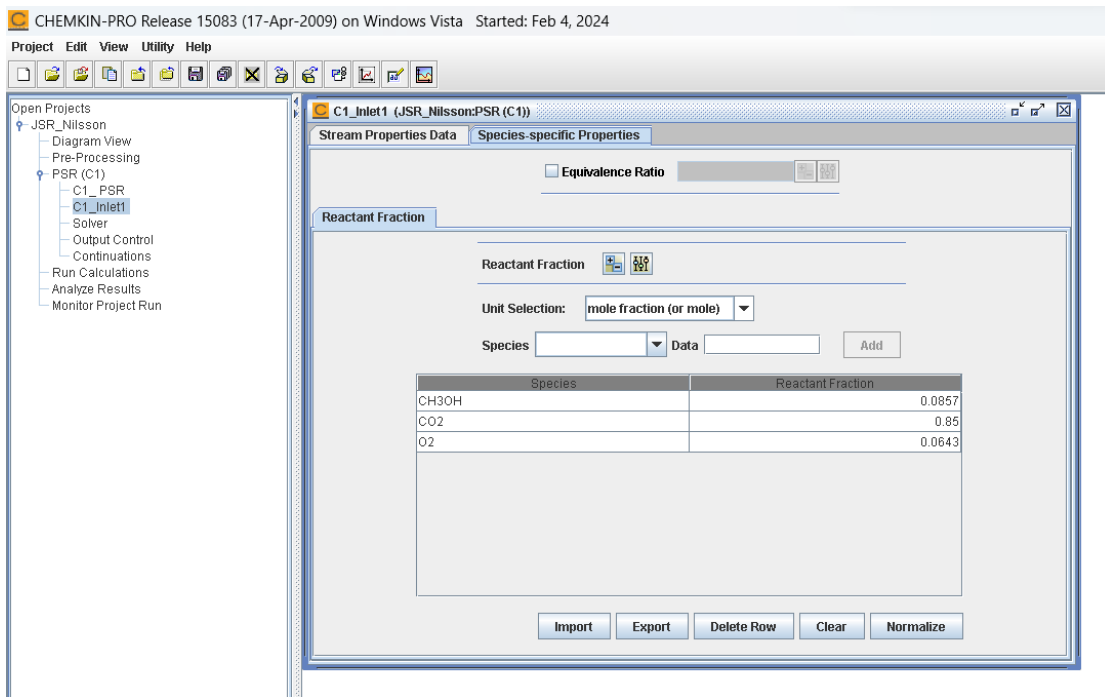 CHEMKIN-PRO Release 15083 (17-Apr-2009) on Windows Vista Started: Feb 4, 2024
Project Edit View Utility Help
Open Projects
JSR_Nilsson
Diagram View
Pre-Processing
PSR (C1)
C1_ PSR
C1_Inlet1
Solver
Output Control
Continuations
Run Calculations
Analyze Results
Monitor Project Run
C1_Inlet1 (JSR_Nilsson:PSR (C1))
Stream Properties Data Species-specific Properties
Equivalence Ratio
Reactant Fraction
Reactant Fraction
Unit Selection: mole fraction (or mole)
Species Data Add
Species Reactant Fraction
CH3OH 0.0857
CO2 0.85
O2 0.0643
Import Export Delete Row Clear Normalize